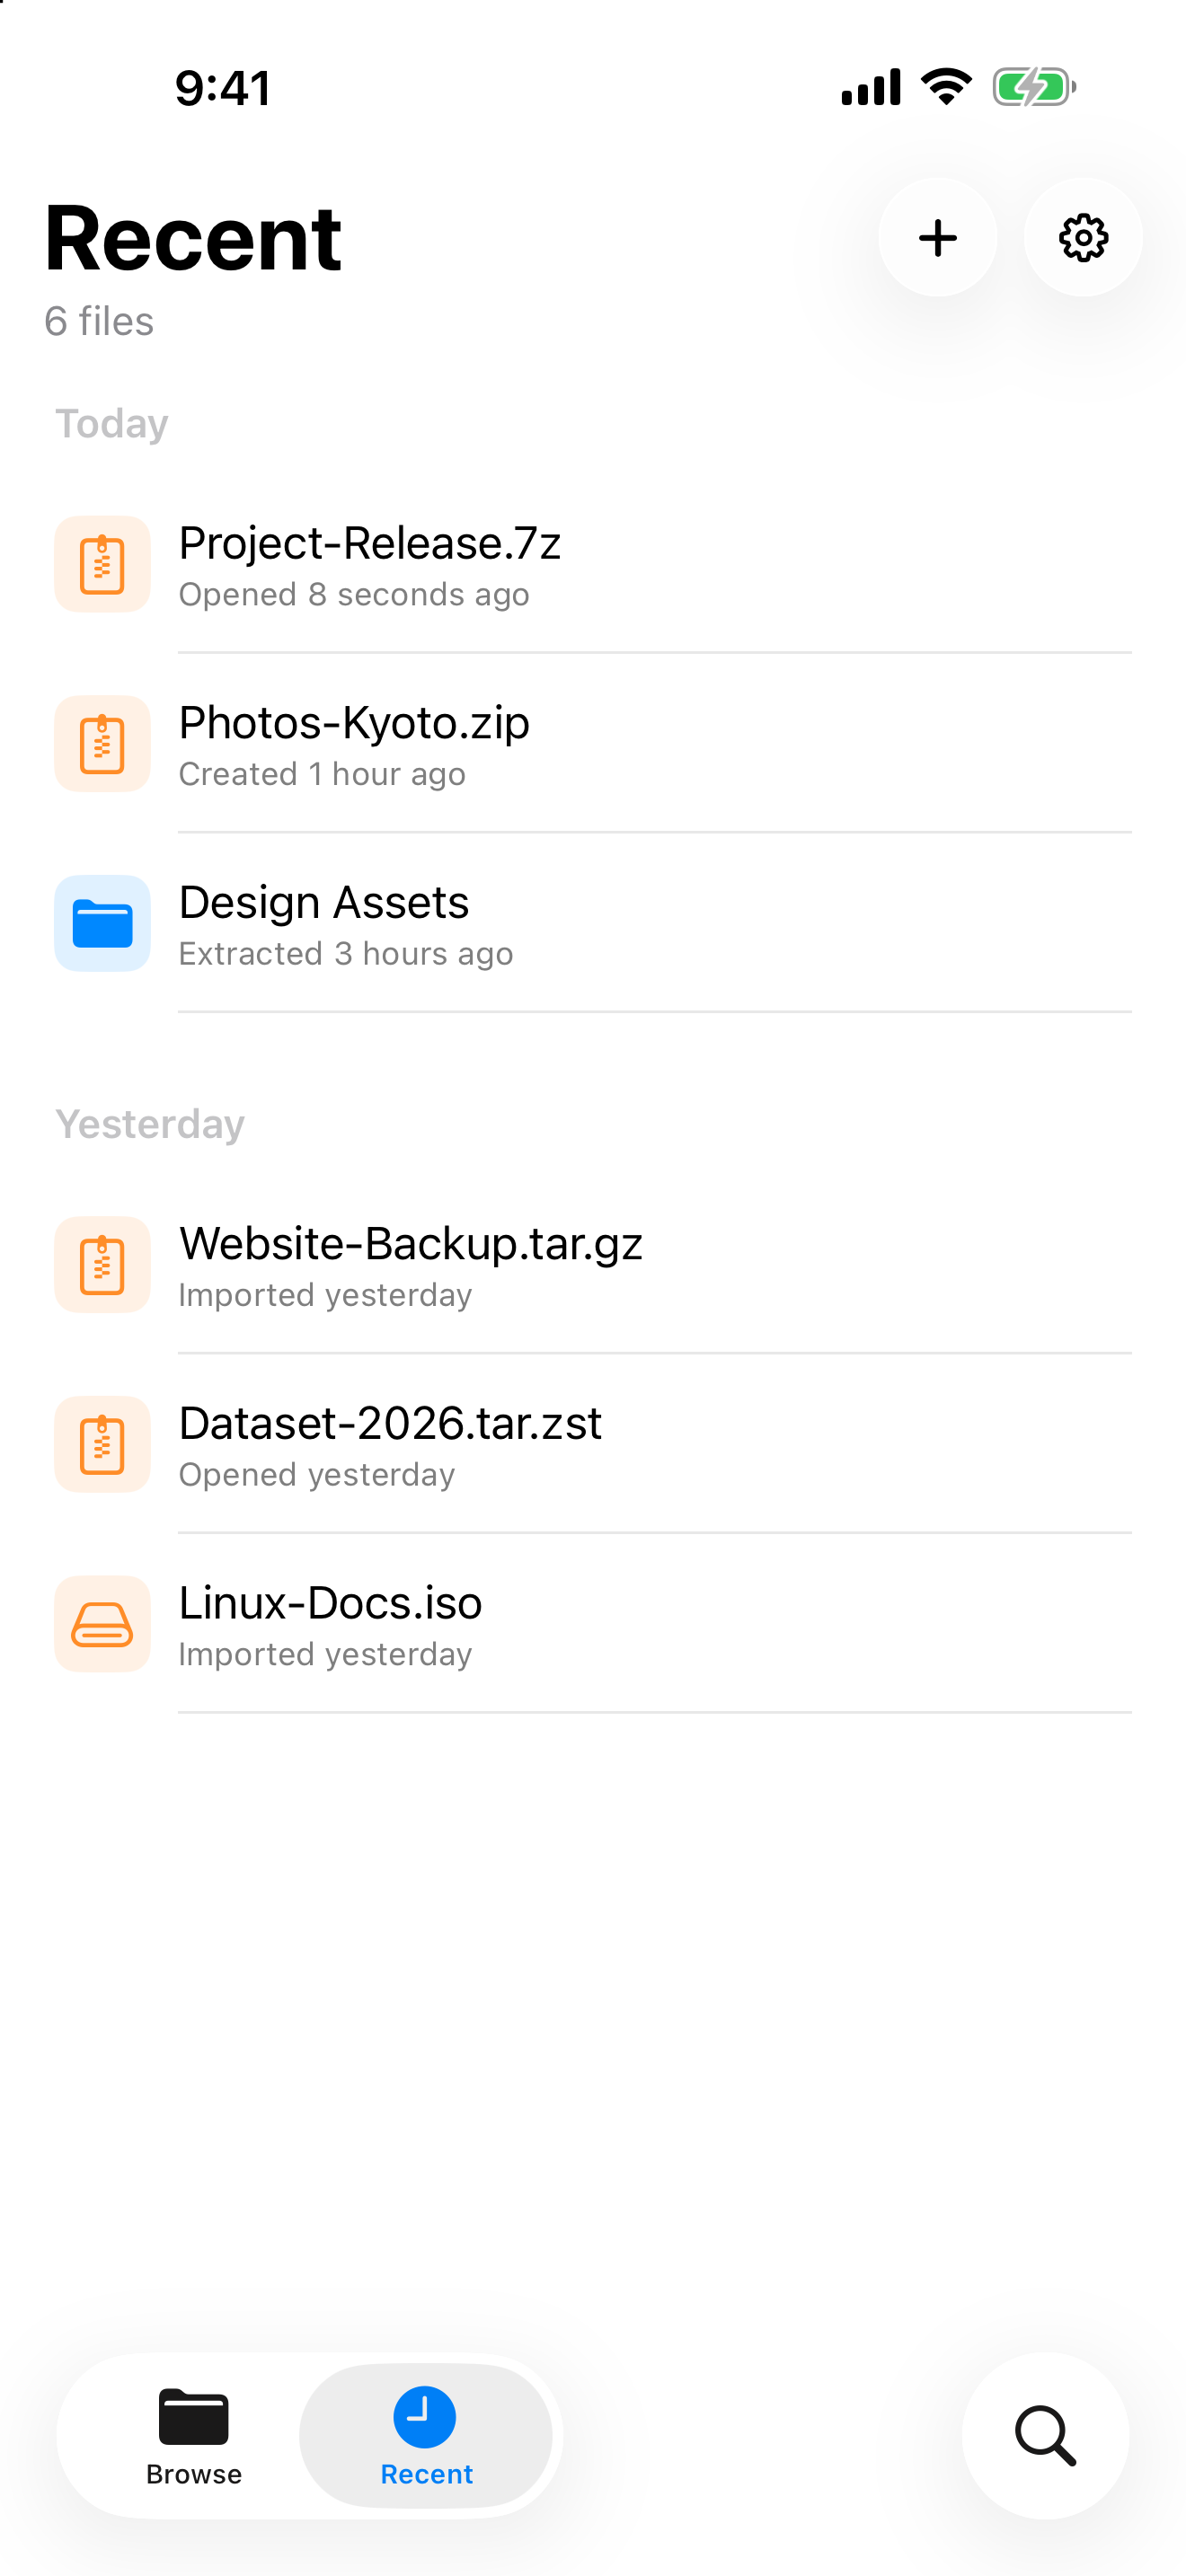 9:41
Recent
6 files
Today
Project-Release.7z
Opened 8 seconds ago
Photos-Kyoto.zip
Created 1 hour ago
Design Assets
Extracted 3 hours ago
Yesterday
Website-Backup.tar.gz
Imported yesterday
Dataset-2026.tar.zst
Opened yesterday
Linux-Docs.iso
Imported yesterday
Browse
Recent